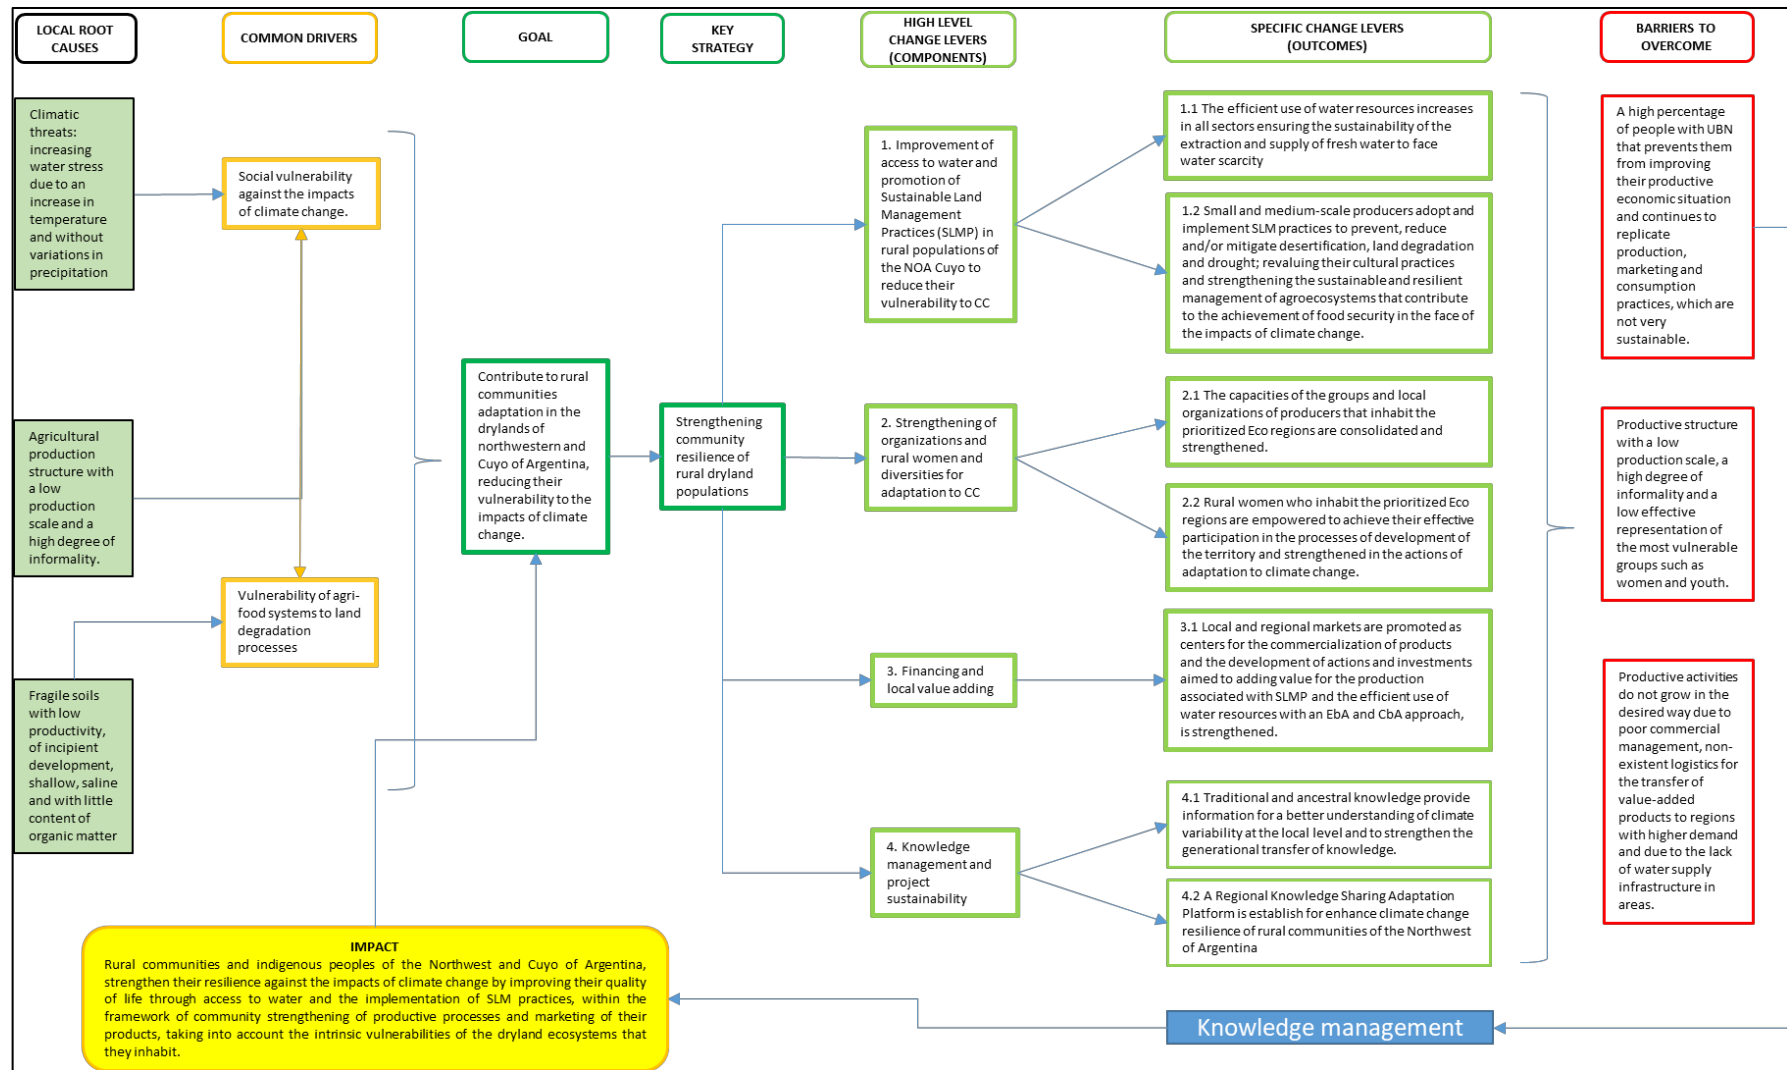 LOCAL ROOT
CAUSES
COMMON DRIVERS
GOAL
KEY
STRATEGY
HIGH LEVEL
CHANGE LEVERS
(COMPONENTS)
SPECIFIC CHANGE LEVERS
(OUTCOMES)
BARRIERS TO
OVERCOME
Climatic
threats:
increasing
water stress
due to an
increase in
temperature
and without
variations in
precipitation
Agricultural
production
structure with
a low
production
scale and a
high degree of
informality.
Fragile soils
with low
productivity,
of incipient
development,
shallow, saline
and with little
content of
organic matter
Social vulnerability
against the impacts
of climate change.
Vulnerability of agri-
food systems to land
degradation
processes
Contribute to rural
communities
adaptation in the
drylands of
northwestern and
Cuyo of Argentina,
reducing their
vulnerability to the
impacts of climate
change.
Strengthening
community
resilience of
rural dryland
populations
1. Improvement of
access to water and
promotion of
Sustainable Land
Management
Practices (SLMP) in
rural populations of
the NOA Cuyo to
reduce their
vulnerability to CC
2. Strengthening of
organizations and
rural women and
diversities for
adaptation to CC
3. Financing and
local value adding
4. Knowledge
management and
project
sustainability
1.1 The efficient use of water resources increases
in all sectors ensuring the sustainability of the
extraction and supply of fresh water to face
water scarcity
1.2 Small and medium-scale producers adopt and
implement SLM practices to prevent, reduce
and/or mitigate desertification, land degradation
and drought; revaluing their cultural practices
and strengthening the sustainable and resilient
management of agroecosystems that contribute
to the achievement of food security in the face of
the impacts of climate change.
2.1 The capacities of the groups and local
organizations of producers that inhabit the
prioritized Eco regions are consolidated and
strengthened.
2.2 Rural women who inhabit the prioritized Eco
regions are empowered to achieve their effective
participation in the processes of development of
the territory and strengthened in the actions of
adaptation to climate change.
3.1 Local and regional markets are promoted as
centers for the commercialization of products
and the development of actions and investments
aimed to adding value for the production
associated with SLMP and the efficient use of
water resources with an EbA and CbA approach,
is strengthened.
4.1 Traditional and ancestral knowledge provide
information for a better understanding of climate
variability at the local level and to strengthen the
generational transfer of knowledge.
4.2 A Regional Knowledge Sharing Adaptation
Platform is establish for enhance climate change
resilience of rural communities of the Northwest
of Argentina
A high percentage
of people with UBN
that prevents them
from improving
their productive
economic situation
and continues to
replicate
production,
marketing and
consumption
practices, which are
not very
sustainable.
Productive structure
with a low
production scale, a
high degree of
informality and a
low effective
representation of
the most vulnerable
groups such as
women and youth.
Productive activities
do not grow in the
desired way due to
poor commercial
management, non-
existent logistics for
the transfer of
value-added
products to regions
with higher demand
and due to the lack
of water supply
infrastructure in
areas.
IMPACT
Rural communities and indigenous peoples of the Northwest and Cuyo of Argentina,
strengthen their resilience against the impacts of climate change by improving their quality
of life through access to water and the implementation of SLM practices, within the
framework of community strengthening of productive processes and marketing of their
products, taking into account the intrinsic vulnerabilities of the dryland ecosystems that
they inhabit.
Knowledge management